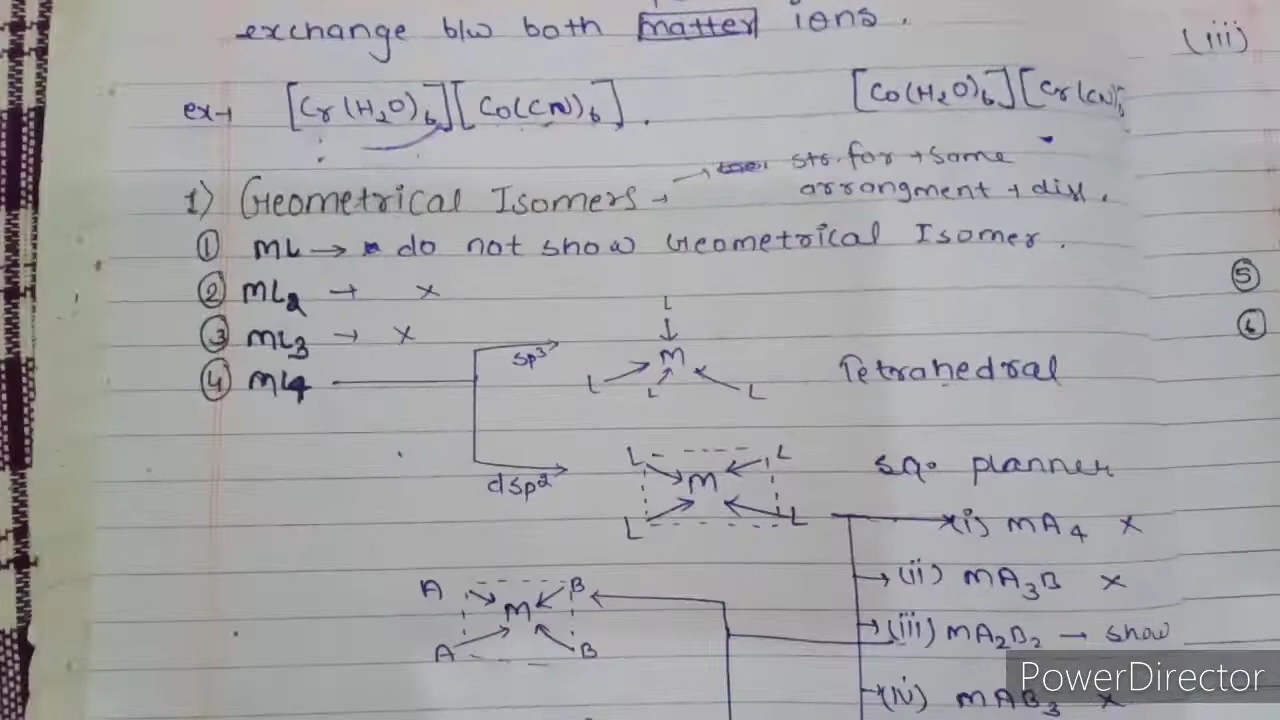 exchange b/w both matter ions.
(iii)
ex→ [Cr(H₂O)₆][Co(CN)₆]. [Co(H₂O)₆][Cr(CN)₆
1) Geometrical Isomers → → str. for + same
arrangment + dist.
① ML → do not show Geometrical Isomer.
② ML₂ → ×
⑤
③ ML₃ → ×
⑥
④ ML₄
sp³
L
M
L L L
Tetrahedral
dsp²
L L
M
L L
sq. planner
(i) MA₄ ×
→ (ii) MA₃B ×
→ (iii) MA₂B₂ → show
→ (iv) MAB₃ ×
A B
M
A B
PowerDirector